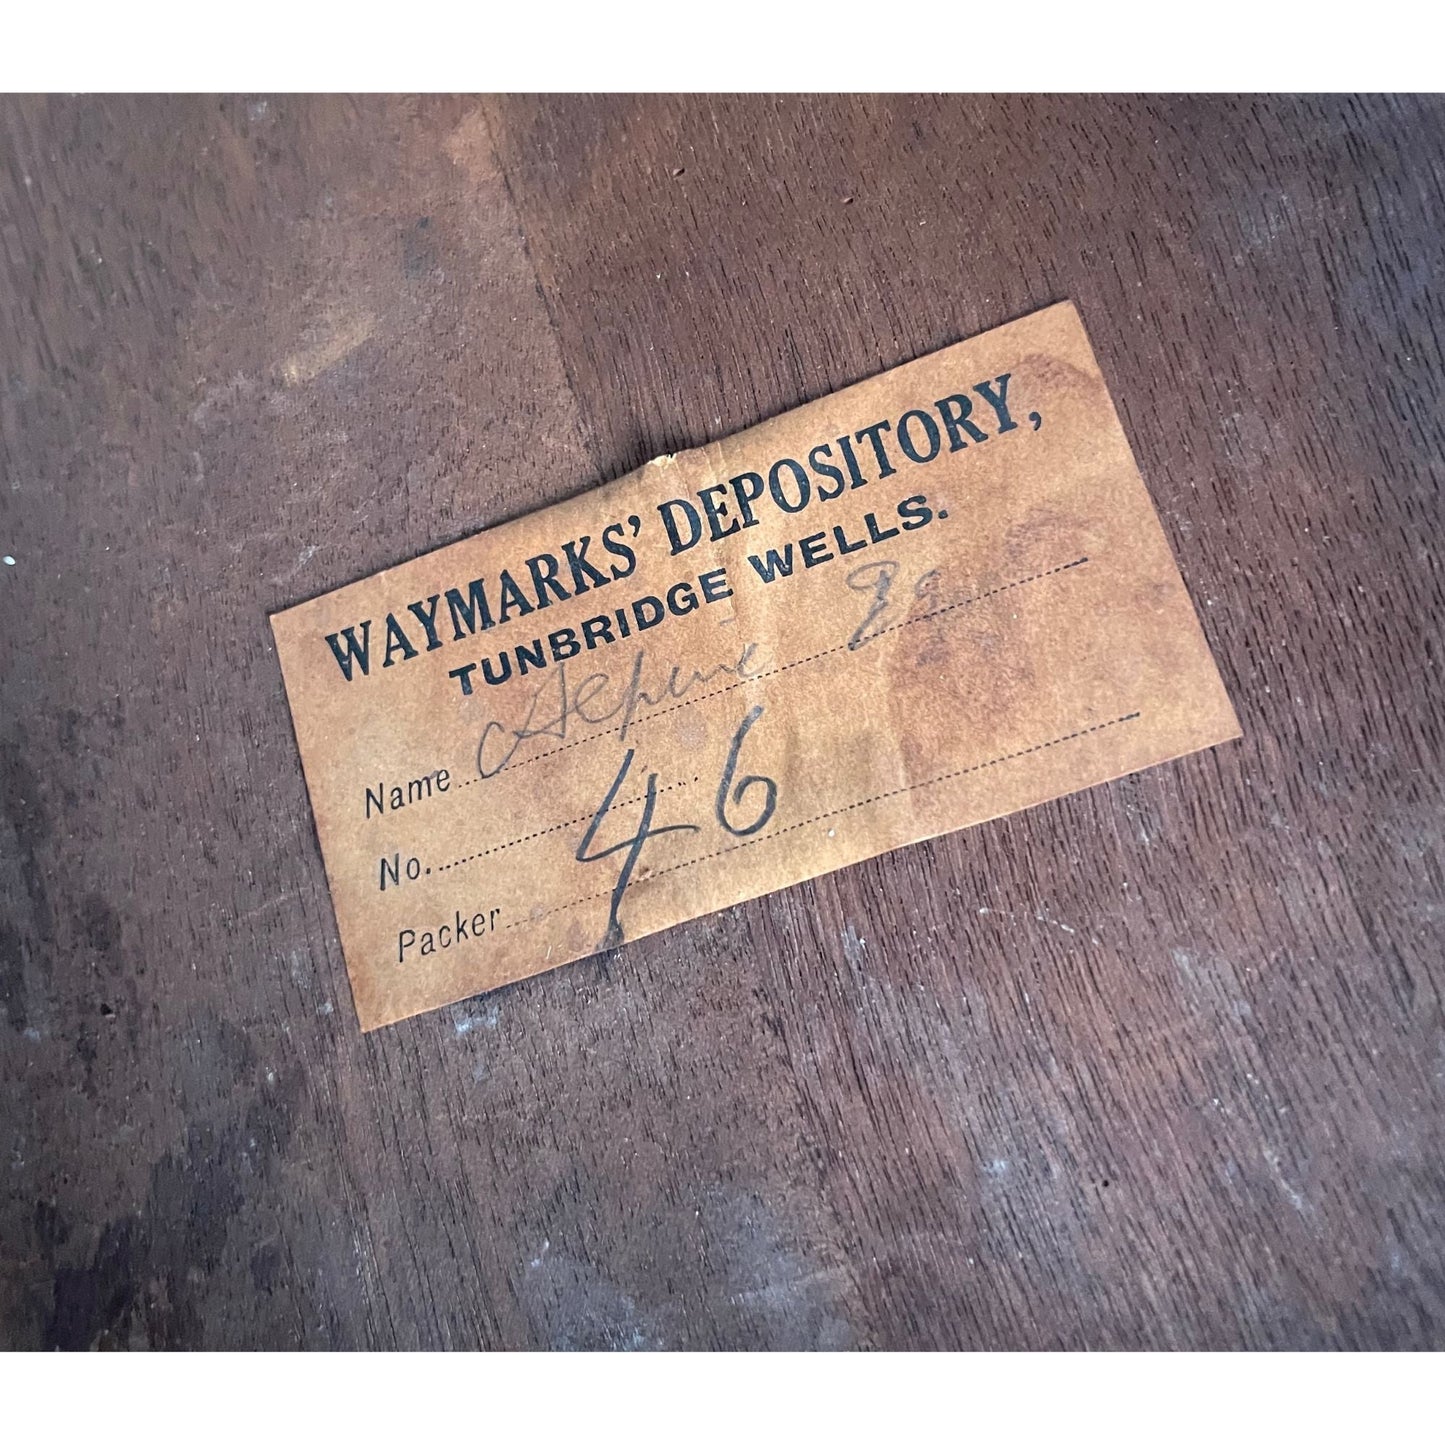 WAYMARKS' DEPOSITORY,
TUNBRIDGE WELLS.
Name
No. 46
Packer